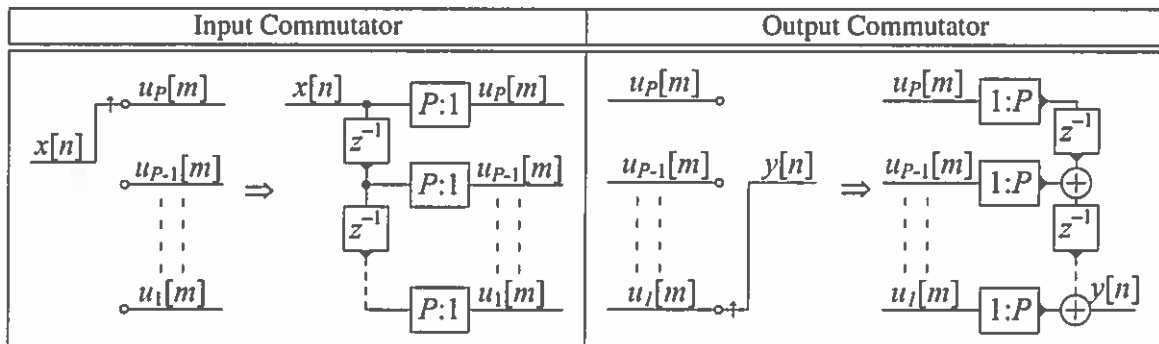 Input Commutator
Output Commutator
u_P[m]
x[n]
u_{P-1}[m]
u_1[m]
⇒
x[n]
P:1
u_P[m]
z^{-1}
P:1
u_{P-1}[m]
z^{-1}
P:1
u_1[m]
u_P[m]
u_{P-1}[m]
y[n]
u_1[m]
⇒
u_P[m]
1:P
z^{-1}
u_{P-1}[m]
1:P
+
z^{-1}
u_1[m]
1:P
+
y[n]